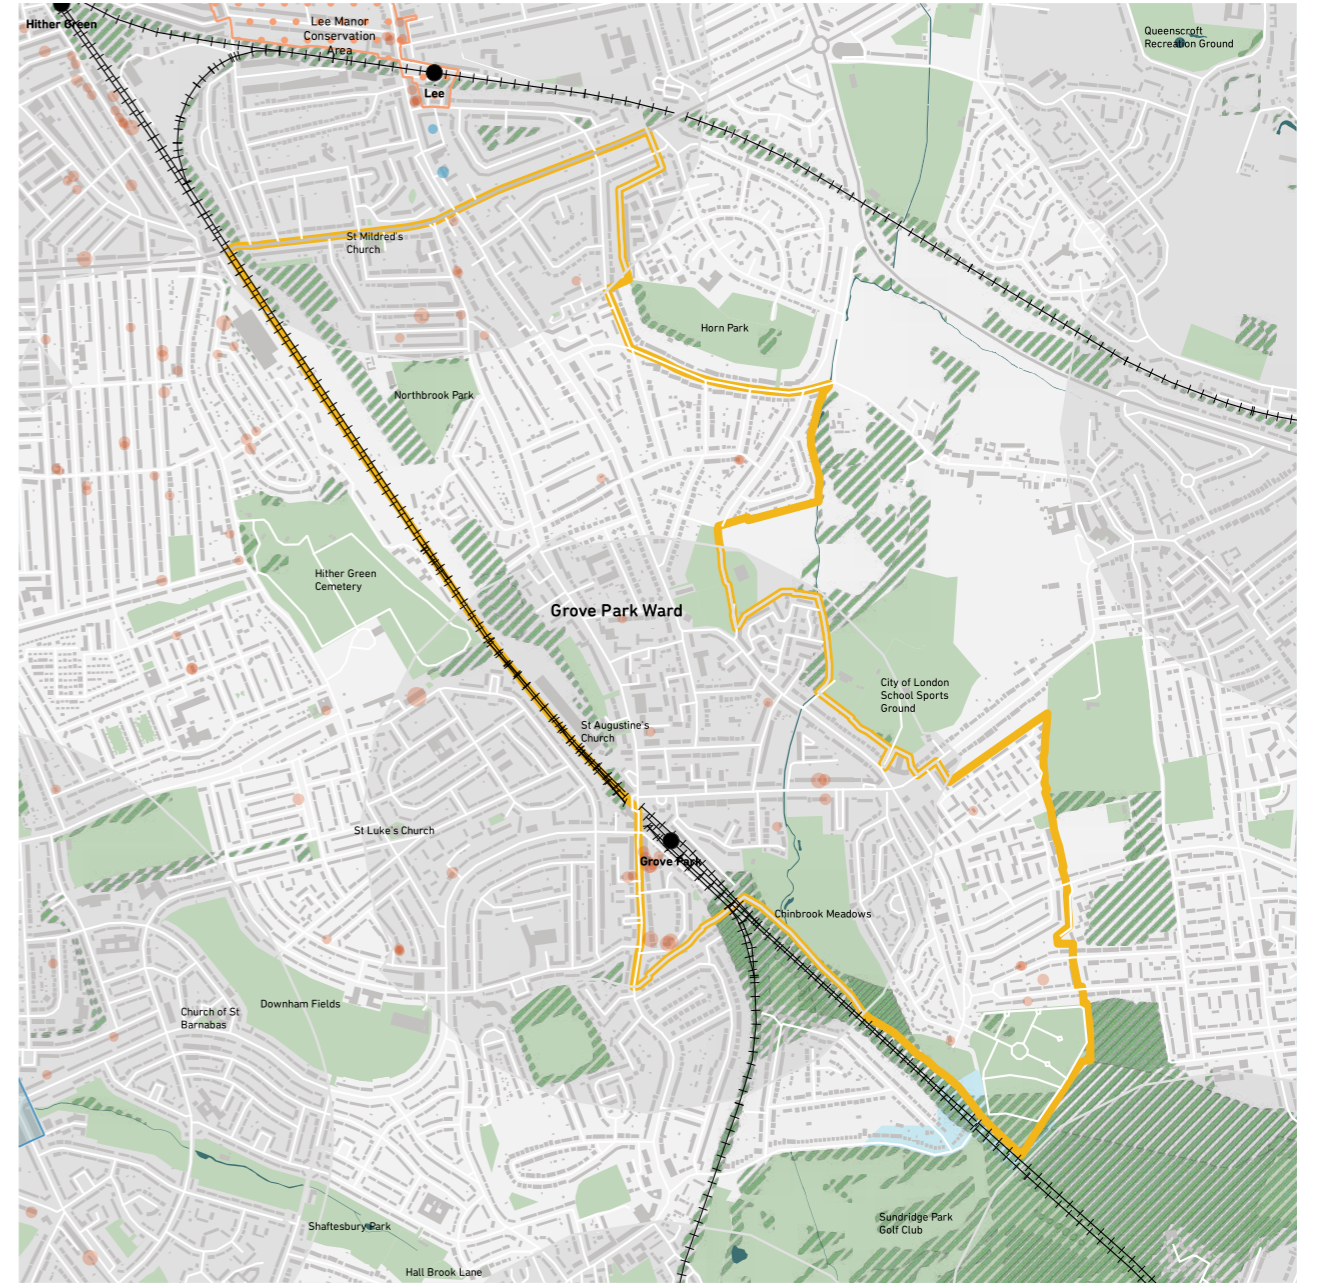 Hither Green
Lee Manor
Conservation
Area
Queenscroft
Recreation Ground
Lee
St Mildred's
Church
Horn Park
Northbrook Park
Hither Green
Cemetery
Grove Park Ward
City of London
School Sports
Ground
St Augustine's
Church
St Luke's Church
Grove Park
Chinbrook Meadows
Downham Fields
Church of St
Barnabas
Shaftesbury Park
Sundridge Park
Golf Club
Hall Brook Lane